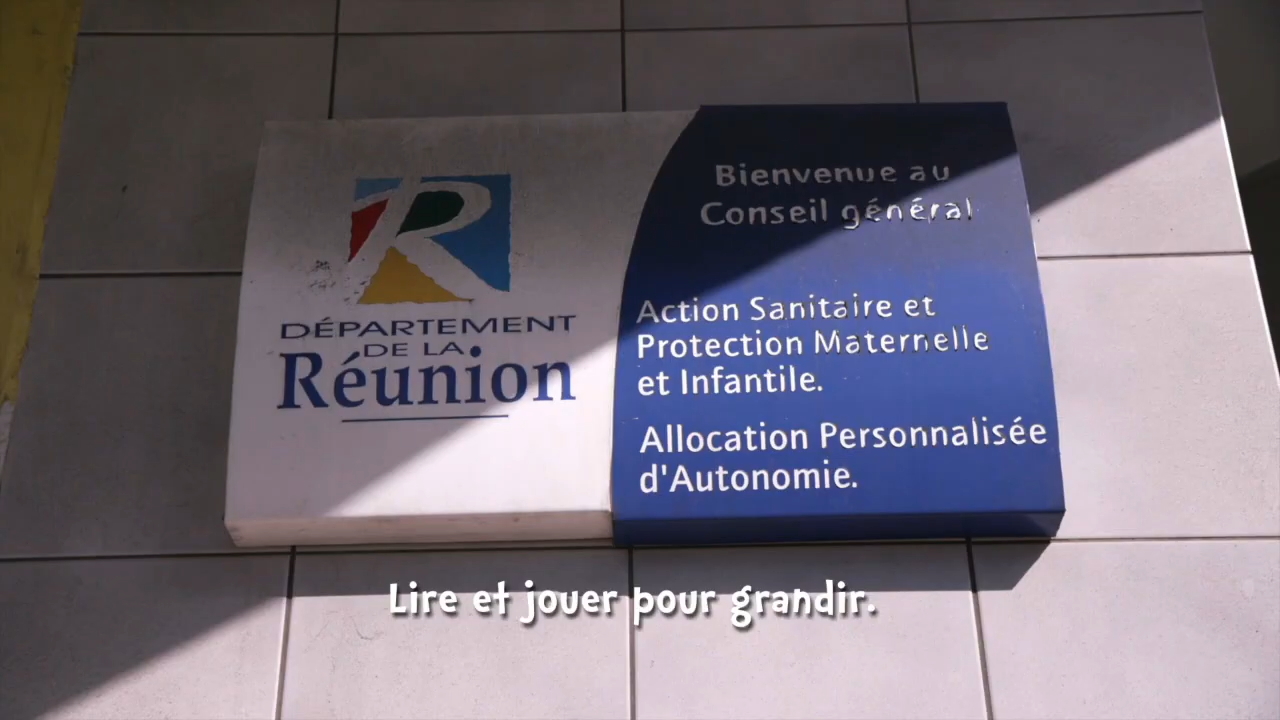 R
DÉPARTEMENT
DE LA
Réunion
Bienvenue au
Conseil général
Action Sanitaire et
Protection Maternelle
et Infantile.
Allocation Personnalisée
d'Autonomie.
Lire et jouer pour grandir.